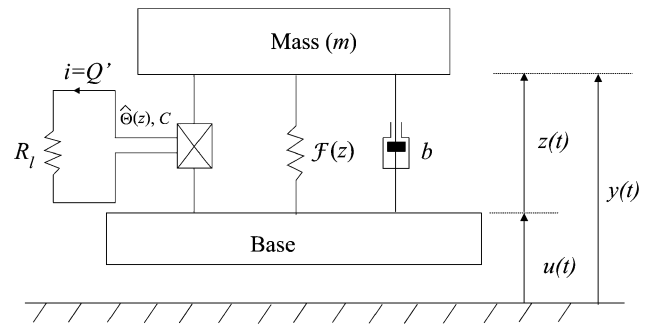 Mass (m)
i=Q’
Θ̂(z), C
R_l
ℱ(z)
b
z(t)
y(t)
Base
u(t)